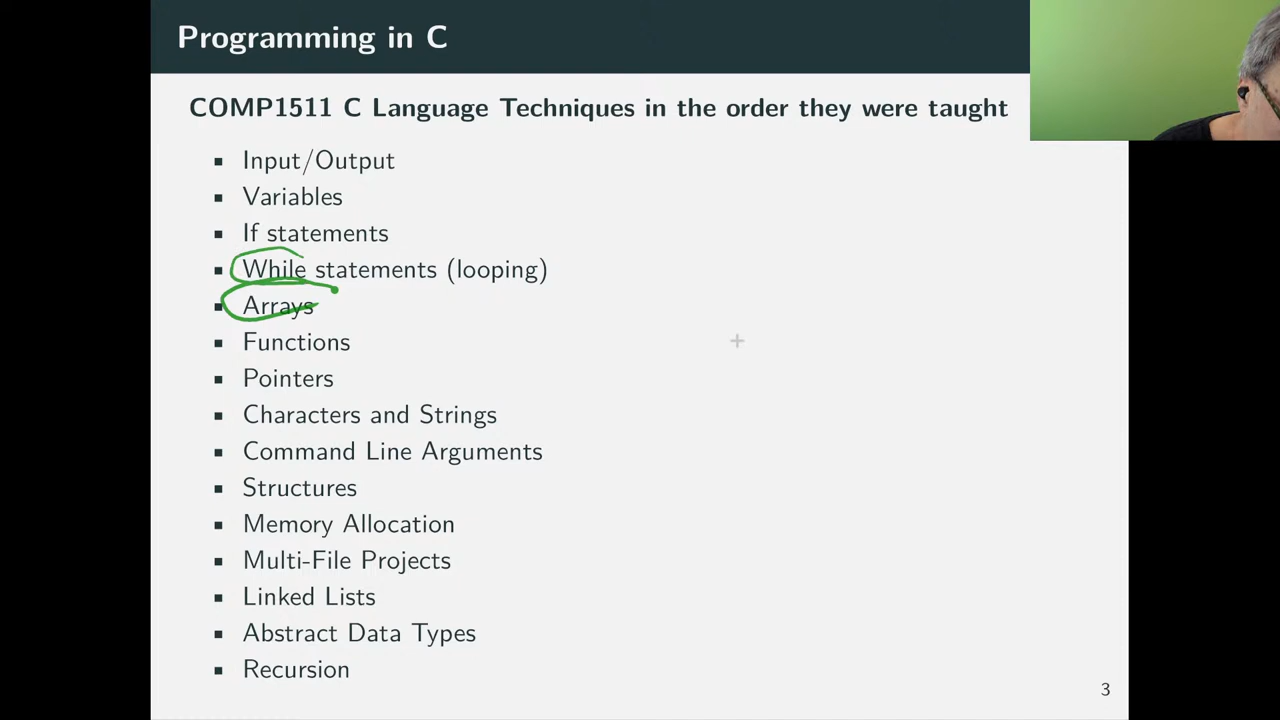 Programming in C
COMP1511 C Language Techniques in the order they were taught
Input/Output
Variables
If statements
While statements (looping)
Arrays
Functions
Pointers
Characters and Strings
Command Line Arguments
Structures
Memory Allocation
Multi-File Projects
Linked Lists
Abstract Data Types
Recursion
3